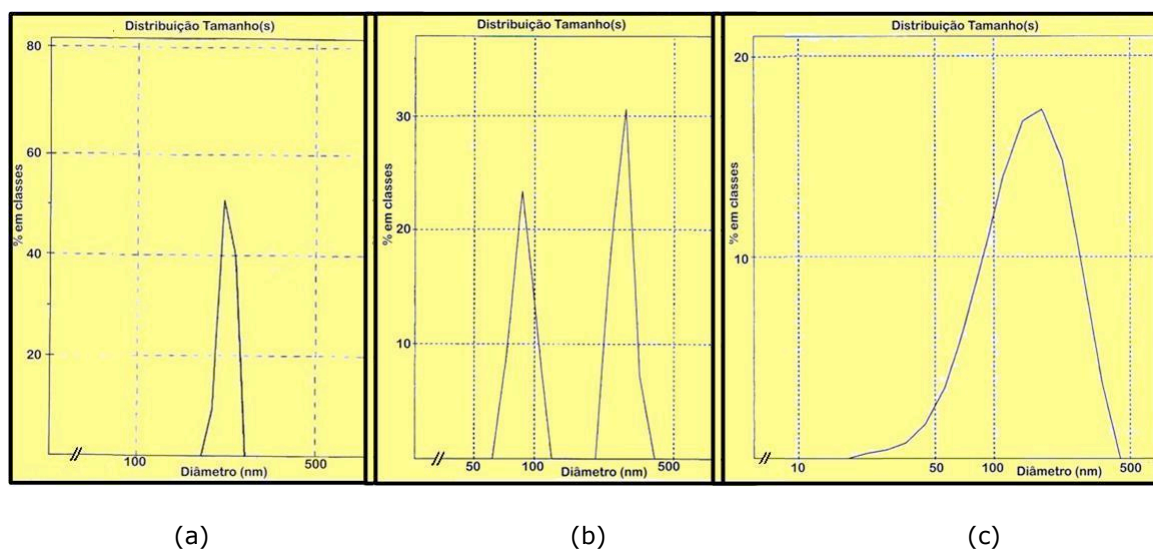 Distribuição Tamanho(s)
80
60
40
20
% em classes
100
500
Diâmetro (nm)
(a)
Distribuição Tamanho(s)
30
20
10
% em classes
50
100
500
Diâmetro (nm)
(b)
Distribuição Tamanho(s)
20
10
% em classes
10
50
100
500
Diâmetro (nm)
(c)